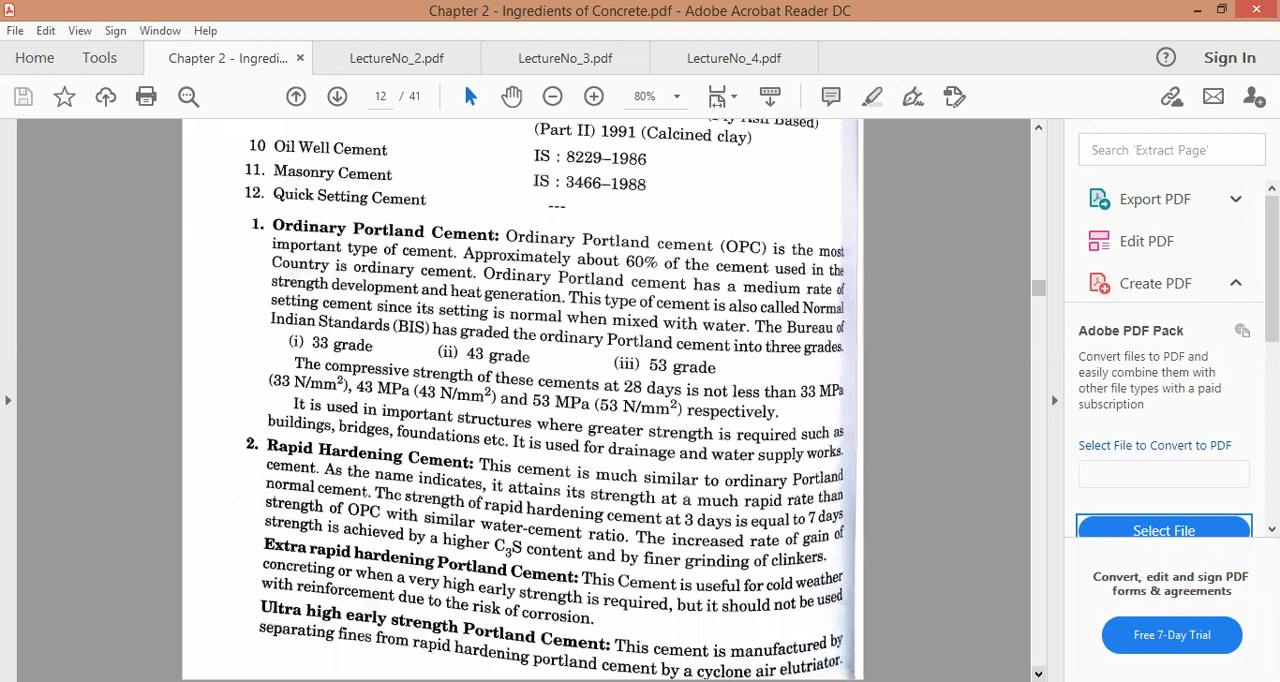 Chapter 2 - Ingredients of Concrete.pdf - Adobe Acrobat Reader DC
File Edit View Sign Window Help
Home Tools Chapter 2 - Ingredi... × LectureNo_2.pdf LectureNo_3.pdf LectureNo_4.pdf Sign In
12 / 41 80%
(Part II) 1991 (Calcined clay)
10 Oil Well Cement IS : 8229–1986
11. Masonry Cement IS : 3466–1988
12. Quick Setting Cement ---
1. Ordinary Portland Cement: Ordinary Portland cement (OPC) is the most
important type of cement. Approximately about 60% of the cement used in the
Country is ordinary cement. Ordinary Portland cement has a medium rate of
strength development and heat generation. This type of cement is also called Normal
setting cement since its setting is normal when mixed with water. The Bureau of
Indian Standards (BIS) has graded the ordinary Portland cement into three grades.
(i) 33 grade (ii) 43 grade (iii) 53 grade
The compressive strength of these cements at 28 days is not less than 33 MPa
(33 N/mm²), 43 MPa (43 N/mm²) and 53 MPa (53 N/mm²) respectively.
It is used in important structures where greater strength is required such as
buildings, bridges, foundations etc. It is used for drainage and water supply works.
2. Rapid Hardening Cement: This cement is much similar to ordinary Portland
cement. As the name indicates, it attains its strength at a much rapid rate than
normal cement. The strength of rapid hardening cement at 3 days is equal to 7 days
strength of OPC with similar water-cement ratio. The increased rate of gain of
strength is achieved by a higher C₃S content and by finer grinding of clinkers.
Extra rapid hardening Portland Cement: This Cement is useful for cold weather
concreting or when a very high early strength is required, but it should not be used
with reinforcement due to the risk of corrosion.
Ultra high early strength Portland Cement: This cement is manufactured by
separating fines from rapid hardening portland cement by a cyclone air elutriator.
Search 'Extract Page'
Export PDF
Edit PDF
Create PDF
Adobe PDF Pack
Convert files to PDF and
easily combine them with
other file types with a paid
subscription
Select File to Convert to PDF
Select File
Convert, edit and sign PDF
forms & agreements
Free 7-Day Trial